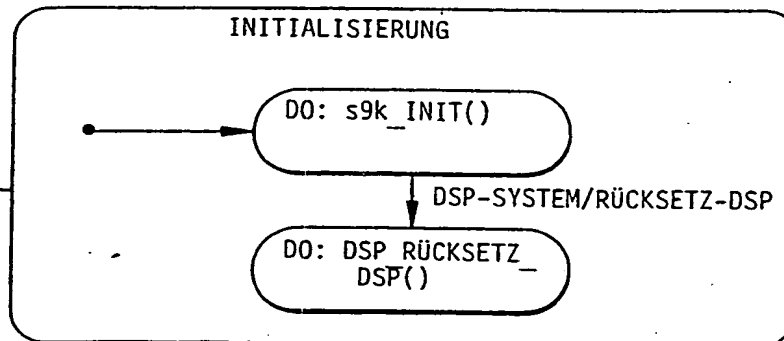 INITIALISIERUNG
DO: s9k_INIT()
DSP-SYSTEM/RÜCKSETZ-DSP
DO: DSP_RÜCKSETZ_
DSP()